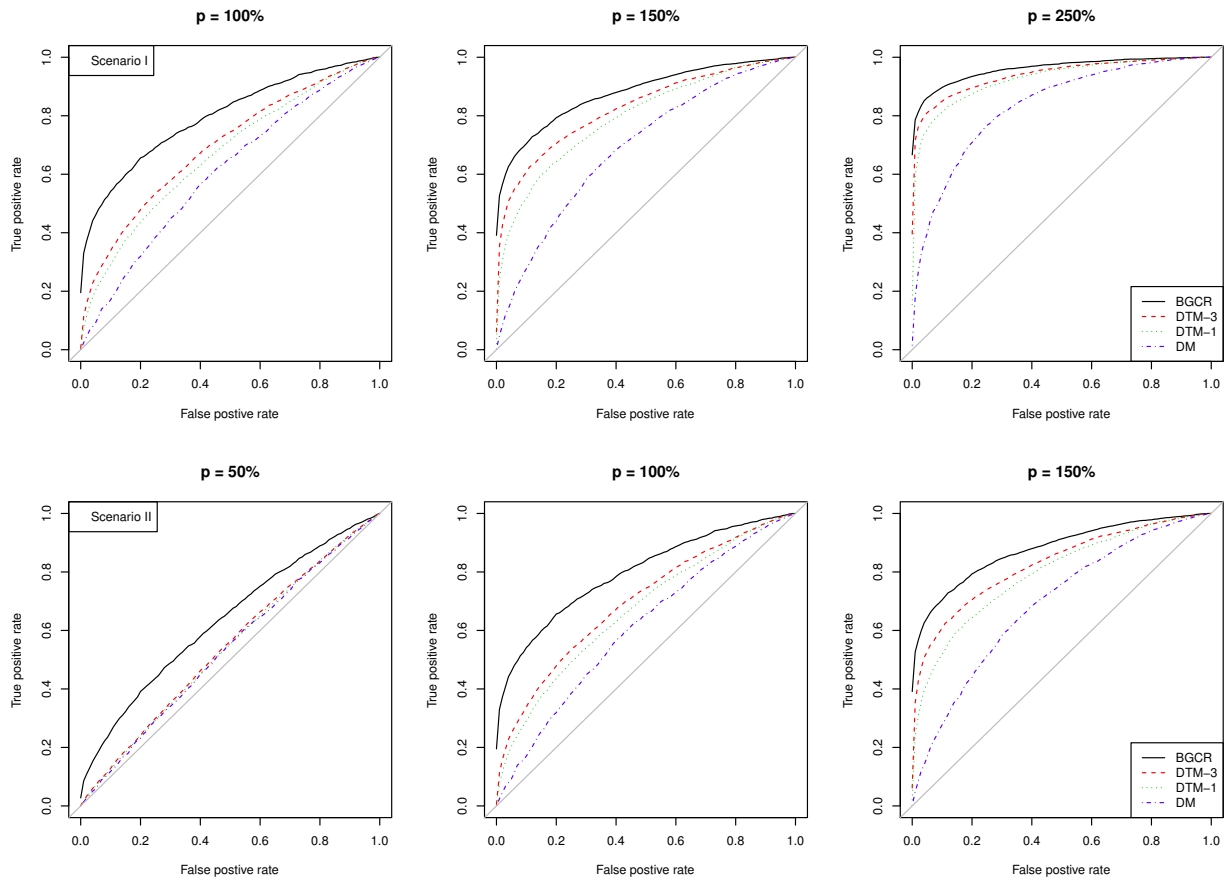 p = 100%
p = 150%
p = 250%
Scenario I
True positive rate
0.0 0.2 0.4 0.6 0.8 1.0
0.0 0.2 0.4 0.6 0.8 1.0
False postive rate
True positive rate
0.0 0.2 0.4 0.6 0.8 1.0
0.0 0.2 0.4 0.6 0.8 1.0
False postive rate
True positive rate
0.0 0.2 0.4 0.6 0.8 1.0
BGCR
DTM−3
DTM−1
DM
0.0 0.2 0.4 0.6 0.8 1.0
False postive rate
p = 50%
p = 100%
p = 150%
Scenario II
True positive rate
0.0 0.2 0.4 0.6 0.8 1.0
0.0 0.2 0.4 0.6 0.8 1.0
False postive rate
True positive rate
0.0 0.2 0.4 0.6 0.8 1.0
0.0 0.2 0.4 0.6 0.8 1.0
False postive rate
True positive rate
0.0 0.2 0.4 0.6 0.8 1.0
BGCR
DTM−3
DTM−1
DM
0.0 0.2 0.4 0.6 0.8 1.0
False postive rate